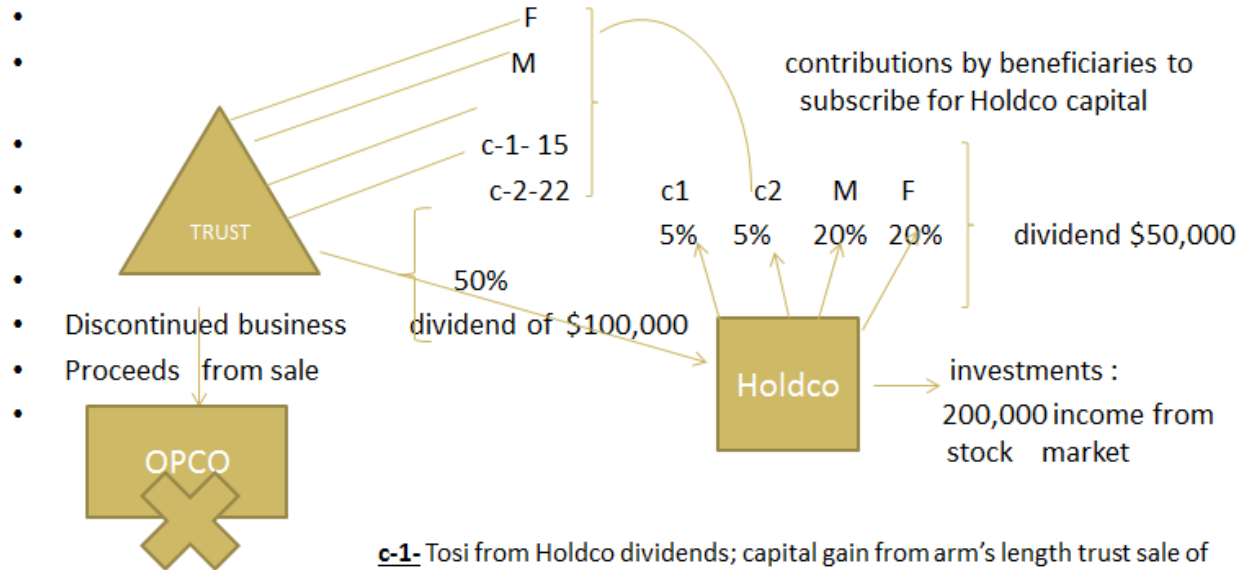 • F
• M
contributions by beneficiaries to
subscribe for Holdco capital
• c-1- 15
• c-2-22 c1 c2 M F
• TRUST 5% 5% 20% 20% dividend $50,000
• 50%
• Discontinued business dividend of $100,000
• Proceeds from sale
Holdco
investments :
• 200,000 income from
stock market
OPCO
c-1- Tosi from Holdco dividends; capital gain from arm's length trust sale of